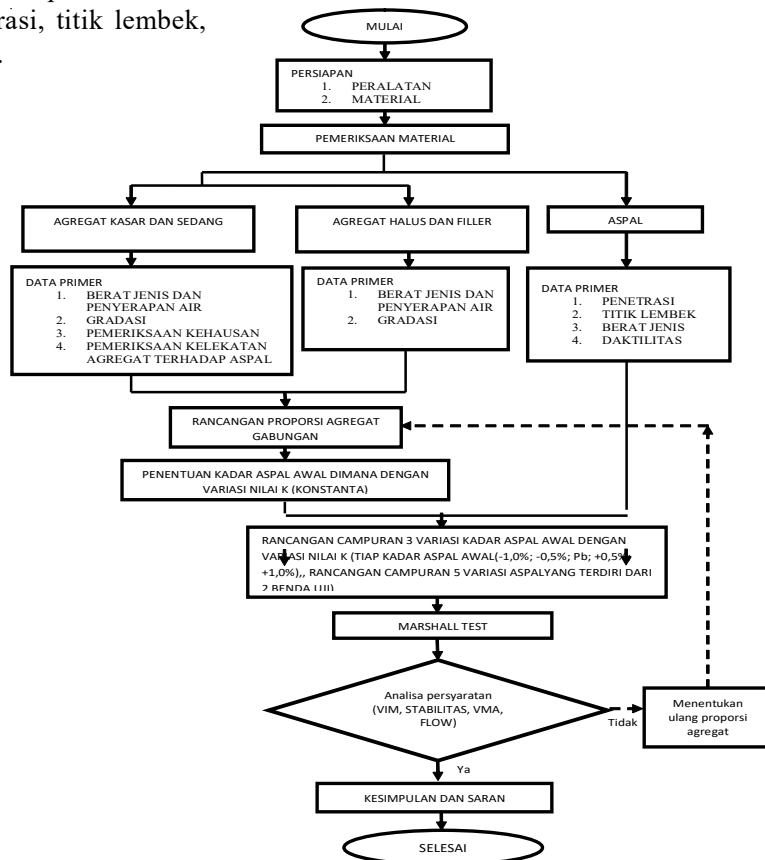 rasi, titik lembek,
MULAI
PERSIAPAN
1. PERALATAN
2. MATERIAL
PEMERIKSAAN MATERIAL
AGREGAT KASAR DAN SEDANG
AGREGAT HALUS DAN FILLER
ASPAL
DATA PRIMER
1. BERAT JENIS DAN
PENYERAPAN AIR
2. GRADASI
3. PEMERIKSAAN KEHAUSAN
4. PEMERIKSAAN KELEKATAN
AGREGAT TERHADAP ASPAL
DATA PRIMER
1. BERAT JENIS DAN
PENYERAPAN AIR
2. GRADASI
DATA PRIMER
1. PENETRASI
2. TITIK LEMBEK
3. BERAT JENIS
4. DAKTILITAS
RANCANGAN PROPORSI AGREGAT
GABUNGAN
PENENTUAN KADAR ASPAL AWAL DIMANA DENGAN
VARIASI NILAI K (KONSTANTA)
RANCANGAN CAMPURAN 3 VARIASI KADAR ASPAL AWAL DENGAN
VARIASI NILAI K (TIAP KADAR ASPAL AWAL(-1,0%; -0,5%; Pb; +0,5%;
+1,0%),, RANCANGAN CAMPURAN 5 VARIASI ASPALYANG TERDIRI DARI
2 BENDA UJI)
MARSHALL TEST
Analisa persyaratan
(VIM, STABILITAS, VMA,
FLOW)
Tidak
Menentukan
ulang proporsi
agregat
Ya
KESIMPULAN DAN SARAN
SELESAI